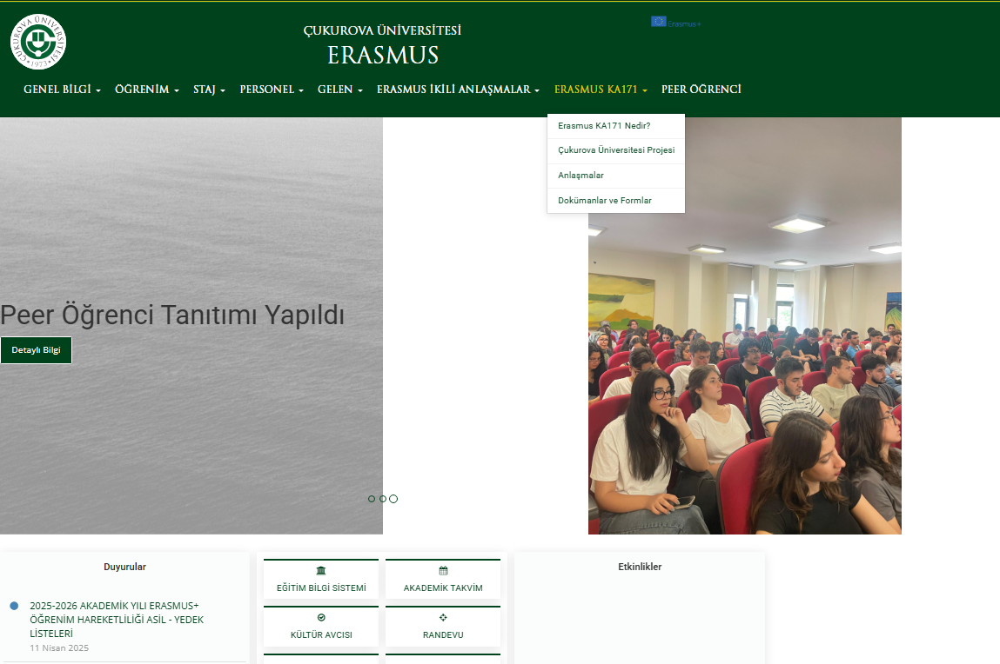 ÇUKUROVA ÜNİVERSİTESİ
1973
ÇUKUROVA ÜNİVERSİTESİ
ERASMUS
Erasmus+
GENEL BİLGİ
ÖĞRENİM
STAJ
PERSONEL
GELEN
ERASMUS İKİLİ ANLAŞMALAR
ERASMUS KA171
PEER ÖĞRENCİ
Erasmus KA171 Nedir?
Çukurova Üniversitesi Projesi
Anlaşmalar
Dokümanlar ve Formlar
Peer Öğrenci Tanıtımı Yapıldı
Detaylı Bilgi
Duyurular
2025-2026 AKADEMİK YILI ERASMUS+
ÖĞRENİM HAREKETLİLİĞİ ASİL - YEDEK
LİSTELERİ
11 Nisan 2025
EĞİTİM BİLGİ SİSTEMİ
AKADEMİK TAKVİM
KÜLTÜR AVCISI
RANDEVU
Etkinlikler